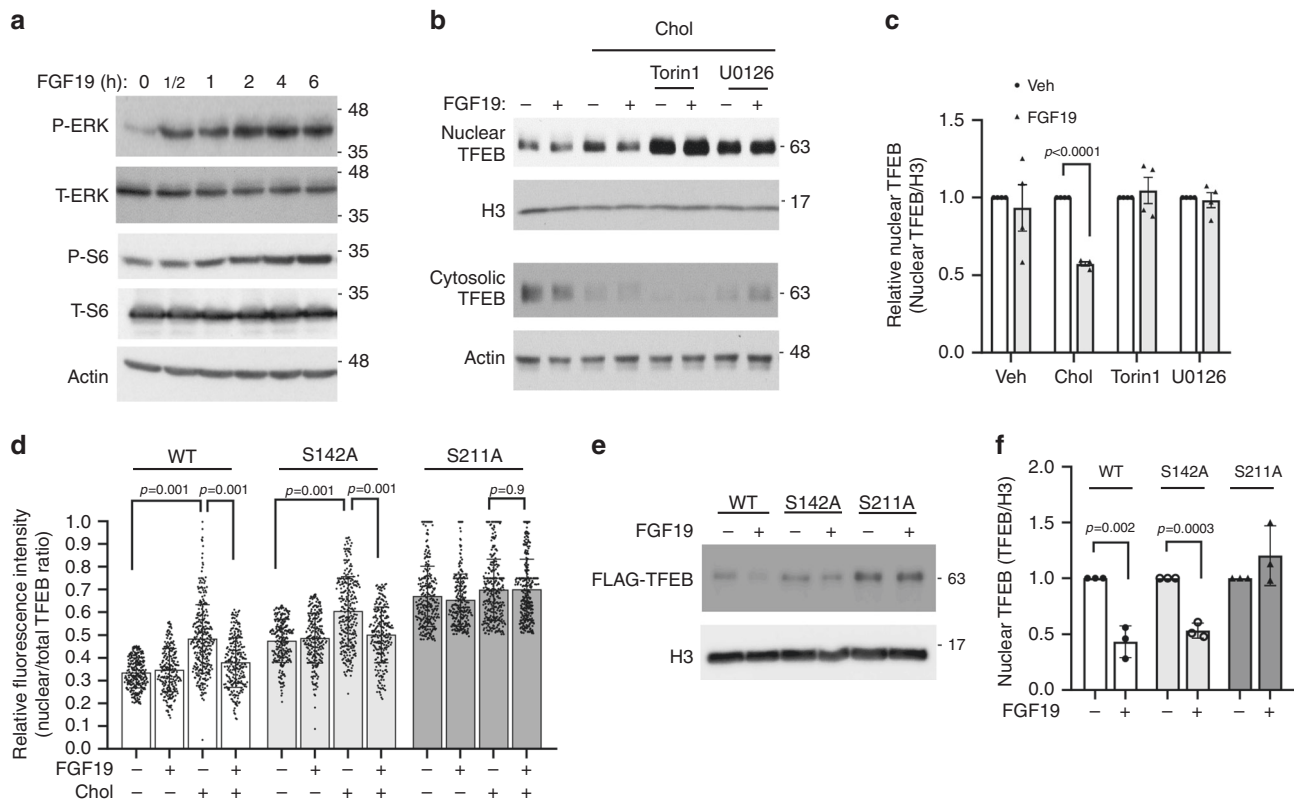 a
FGF19 (h): 0 1/2 1 2 4 6
P-ERK
48
35
T-ERK
48
35
P-S6
35
T-S6
35
Actin
48
b
Chol
Torin1 U0126
FGF19: – + – + – + – +
Nuclear
TFEB
- 63
H3
- 17
Cytosolic
TFEB
- 63
Actin
- 48
c
Veh
FGF19
Relative nuclear TFEB
(Nuclear TFEB/H3)
1.5
1.0
0.5
0.0
p<0.0001
Veh Chol Torin1 U0126
d
WT S142A S211A
p=0.001 p=0.001 p=0.001 p=0.001 p=0.9
Relative fluorescence intensity
(nuclear/total TFEB ratio)
1.0
0.9
0.8
0.7
0.6
0.5
0.4
0.3
0.2
0.1
0.0
FGF19 – + – + – + – + – + – +
Chol – – + + – – + + – – + +
e
WT S142A S211A
FGF19 – + – + – +
FLAG-TFEB
- 63
H3
- 17
f
Nuclear TFEB (TFEB/H3)
2.0
1.5
1.0
0.5
0.0
WT S142A S211A
p=0.002 p=0.0003
FGF19 – + – + – +